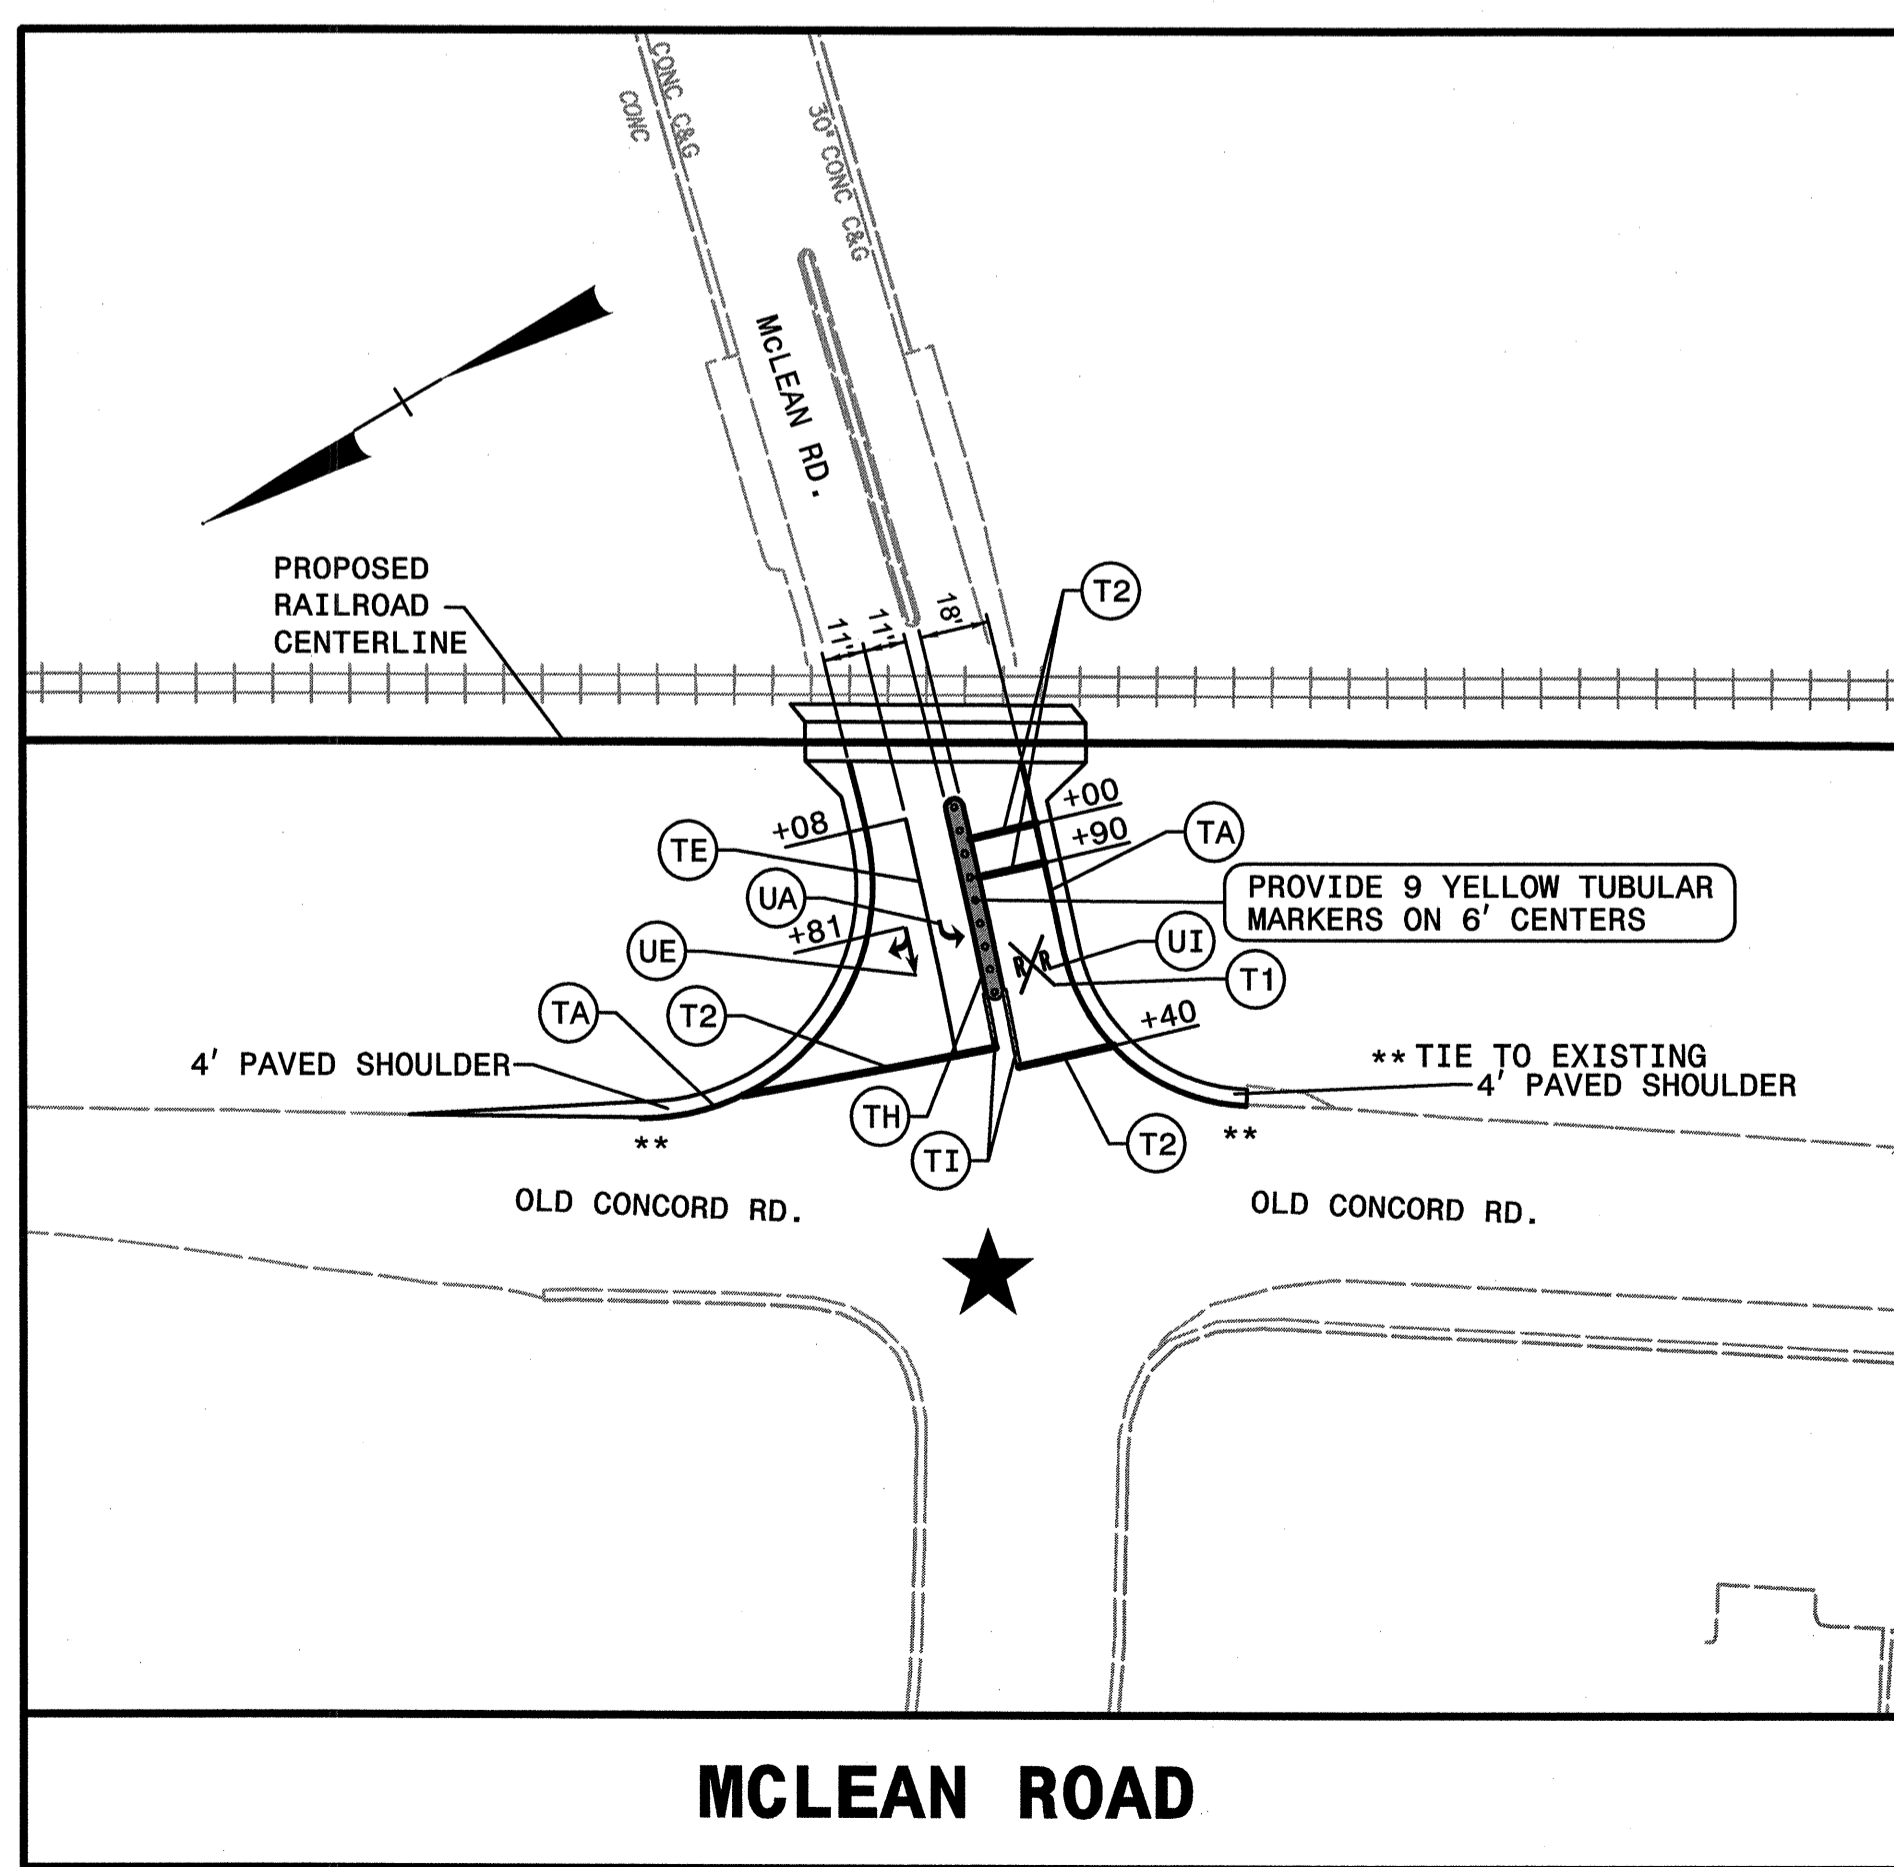 CONC C&G
CONC
30" CONC C&G
McLEAN RD.
PROPOSED
RAILROAD
CENTERLINE
11'
11'
18'
T2
+00
+90
TA
+08
TE
UA
+81
UE
PROVIDE 9 YELLOW TUBULAR
MARKERS ON 6' CENTERS
R R
UI
T1
TA
T2
+40
4' PAVED SHOULDER
** TIE TO EXISTING
4' PAVED SHOULDER
TH
TI
T2
**
**
OLD CONCORD RD.
OLD CONCORD RD.
MCLEAN ROAD